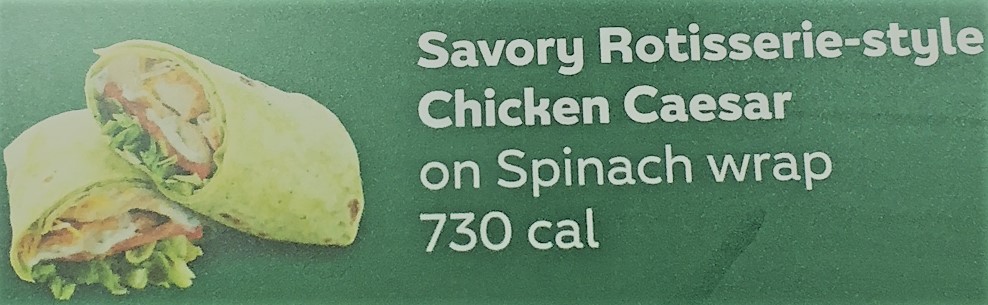 Savory Rotisserie-style
Chicken Caesar
on Spinach wrap
730 cal